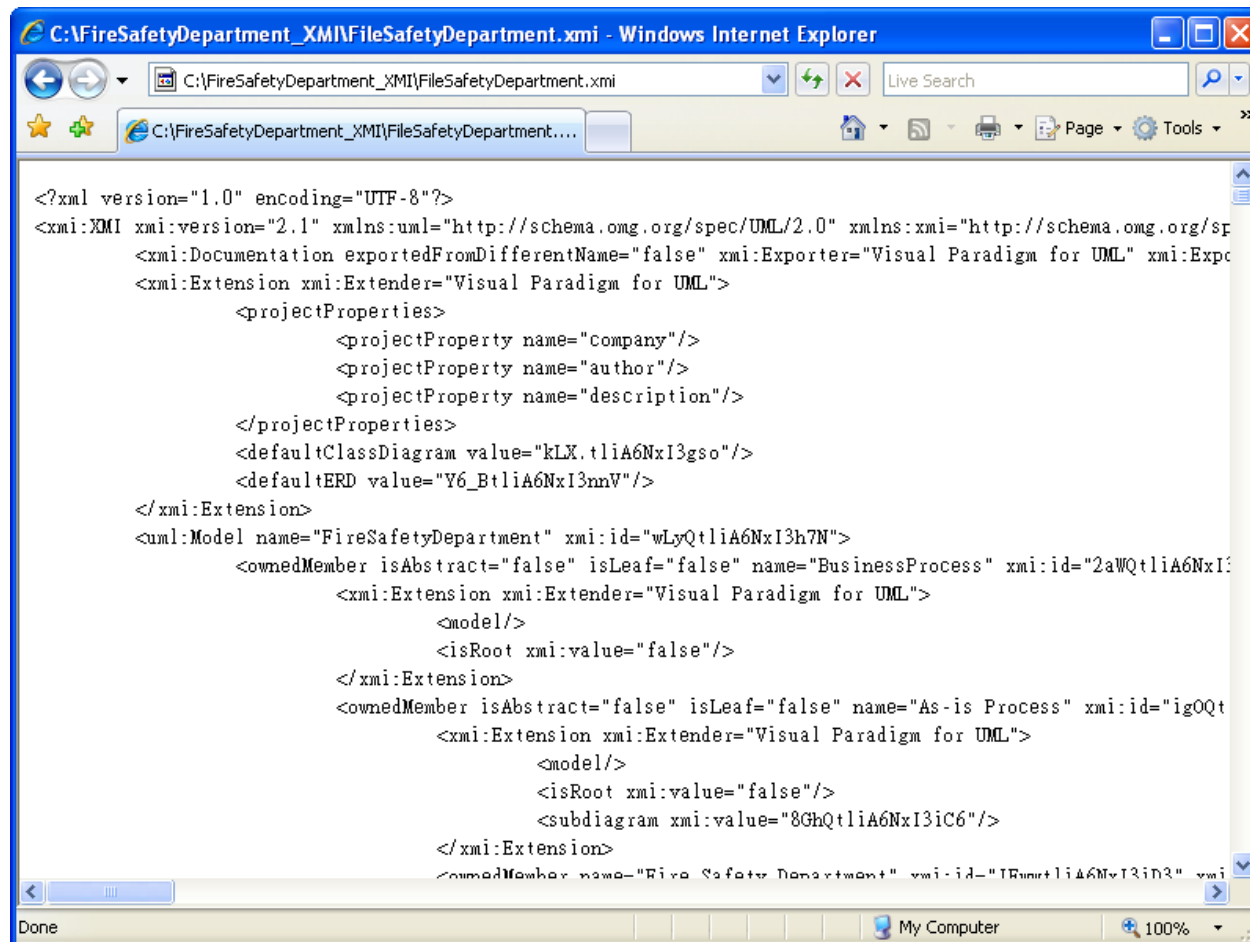 C:\FireSafetyDepartment_XMI\FileSafetyDepartment.xmi - Windows Internet Explorer
C:\FireSafetyDepartment_XMI\FileSafetyDepartment.xmi Live Search
C:\FireSafetyDepartment_XMI\FileSafetyDepartment.... Page Tools »
<?xml version="1.0" encoding="UTF-8"?>
<xmi:XMI xmi:version="2.1" xmlns:uml="http://schema.omg.org/spec/UML/2.0" xmlns:xmi="http://schema.omg.org/sp
<xmi:Documentation exportedFromDifferentName="false" xmi:Exporter="Visual Paradigm for UML" xmi:Expo
<xmi:Extension xmi:Extender="Visual Paradigm for UML">
<projectProperties>
<projectProperty name="company"/>
<projectProperty name="author"/>
<projectProperty name="description"/>
</projectProperties>
<defaultClassDiagram value="kLX.tliA6NxI3gso"/>
<defaultERD value="Y6_BtliA6NxI3nnV"/>
</xmi:Extension>
<uml:Model name="FireSafetyDepartment" xmi:id="wLyQtliA6NxI3h7N">
<ownedMember isAbstract="false" isLeaf="false" name="BusinessProcess" xmi:id="2aWQtliA6NxI3
<xmi:Extension xmi:Extender="Visual Paradigm for UML">
<model/>
<isRoot xmi:value="false"/>
</xmi:Extension>
<ownedMember isAbstract="false" isLeaf="false" name="As-is Process" xmi:id="igOQt
<xmi:Extension xmi:Extender="Visual Paradigm for UML">
<model/>
<isRoot xmi:value="false"/>
<subdiagram xmi:value="8GhQtliA6NxI3iC6"/>
</xmi:Extension>
<ownedMember name="Fire Safety Department" xmi
Done My Computer 100%